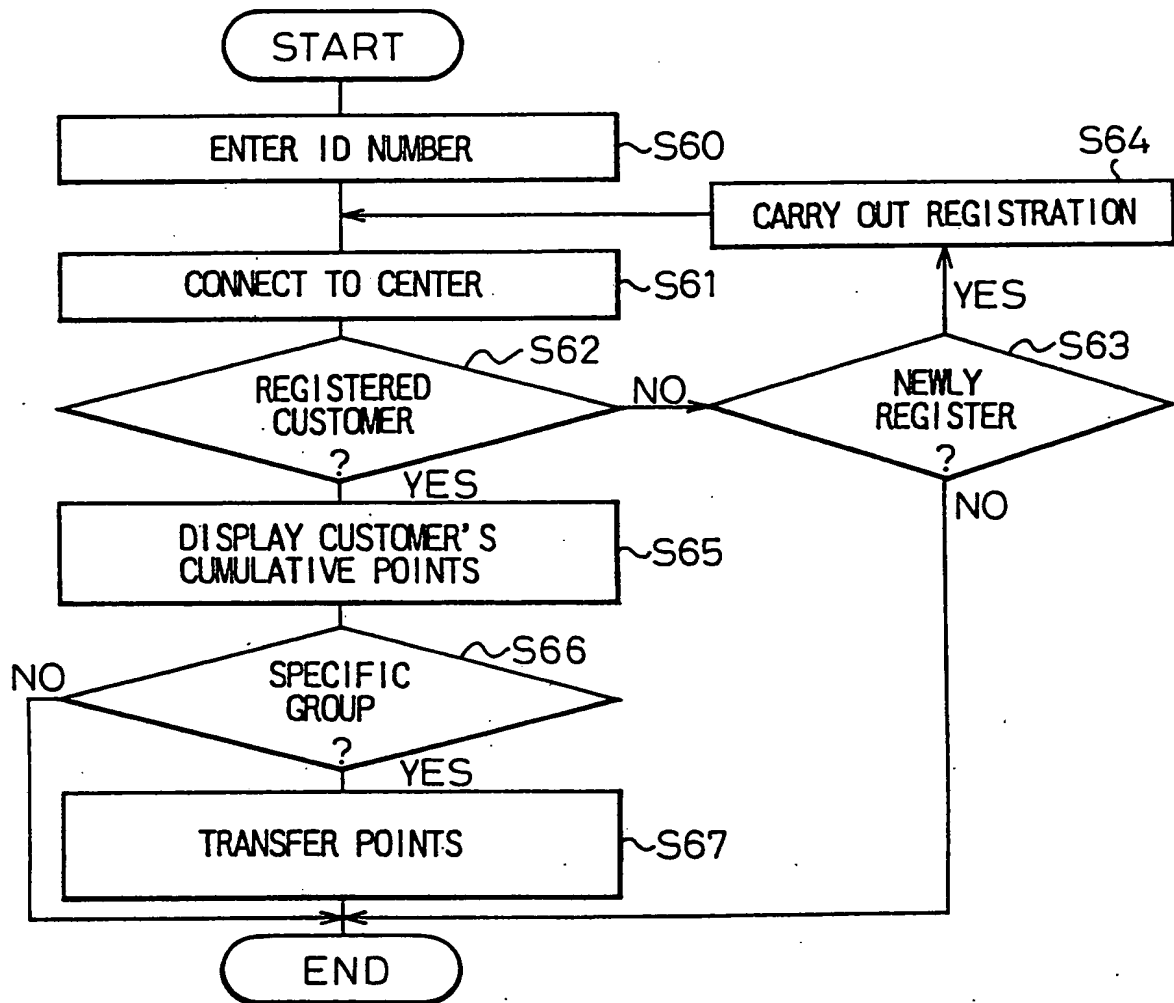 START
ENTER ID NUMBER
S60
S64
CARRY OUT REGISTRATION
CONNECT TO CENTER
S61
YES
S62
S63
REGISTERED
CUSTOMER
?
NO
NEWLY
REGISTER
?
YES
NO
DISPLAY CUSTOMER'S
CUMULATIVE POINTS
S65
S66
NO
SPECIFIC
GROUP
?
YES
TRANSFER POINTS
S67
END